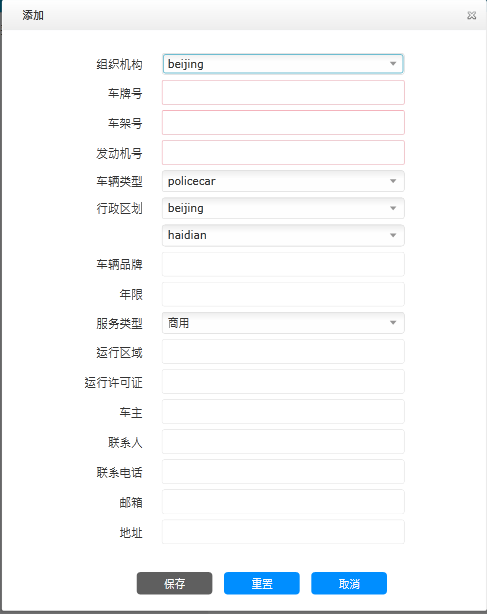 添加
组织机构 beijing
车牌号
车架号
发动机号
车辆类型 policecar
行政区划 beijing
haidian
车辆品牌
年限
服务类型 商用
运行区域
运行许可证
车主
联系人
联系电话
邮箱
地址
保存 重置 取消